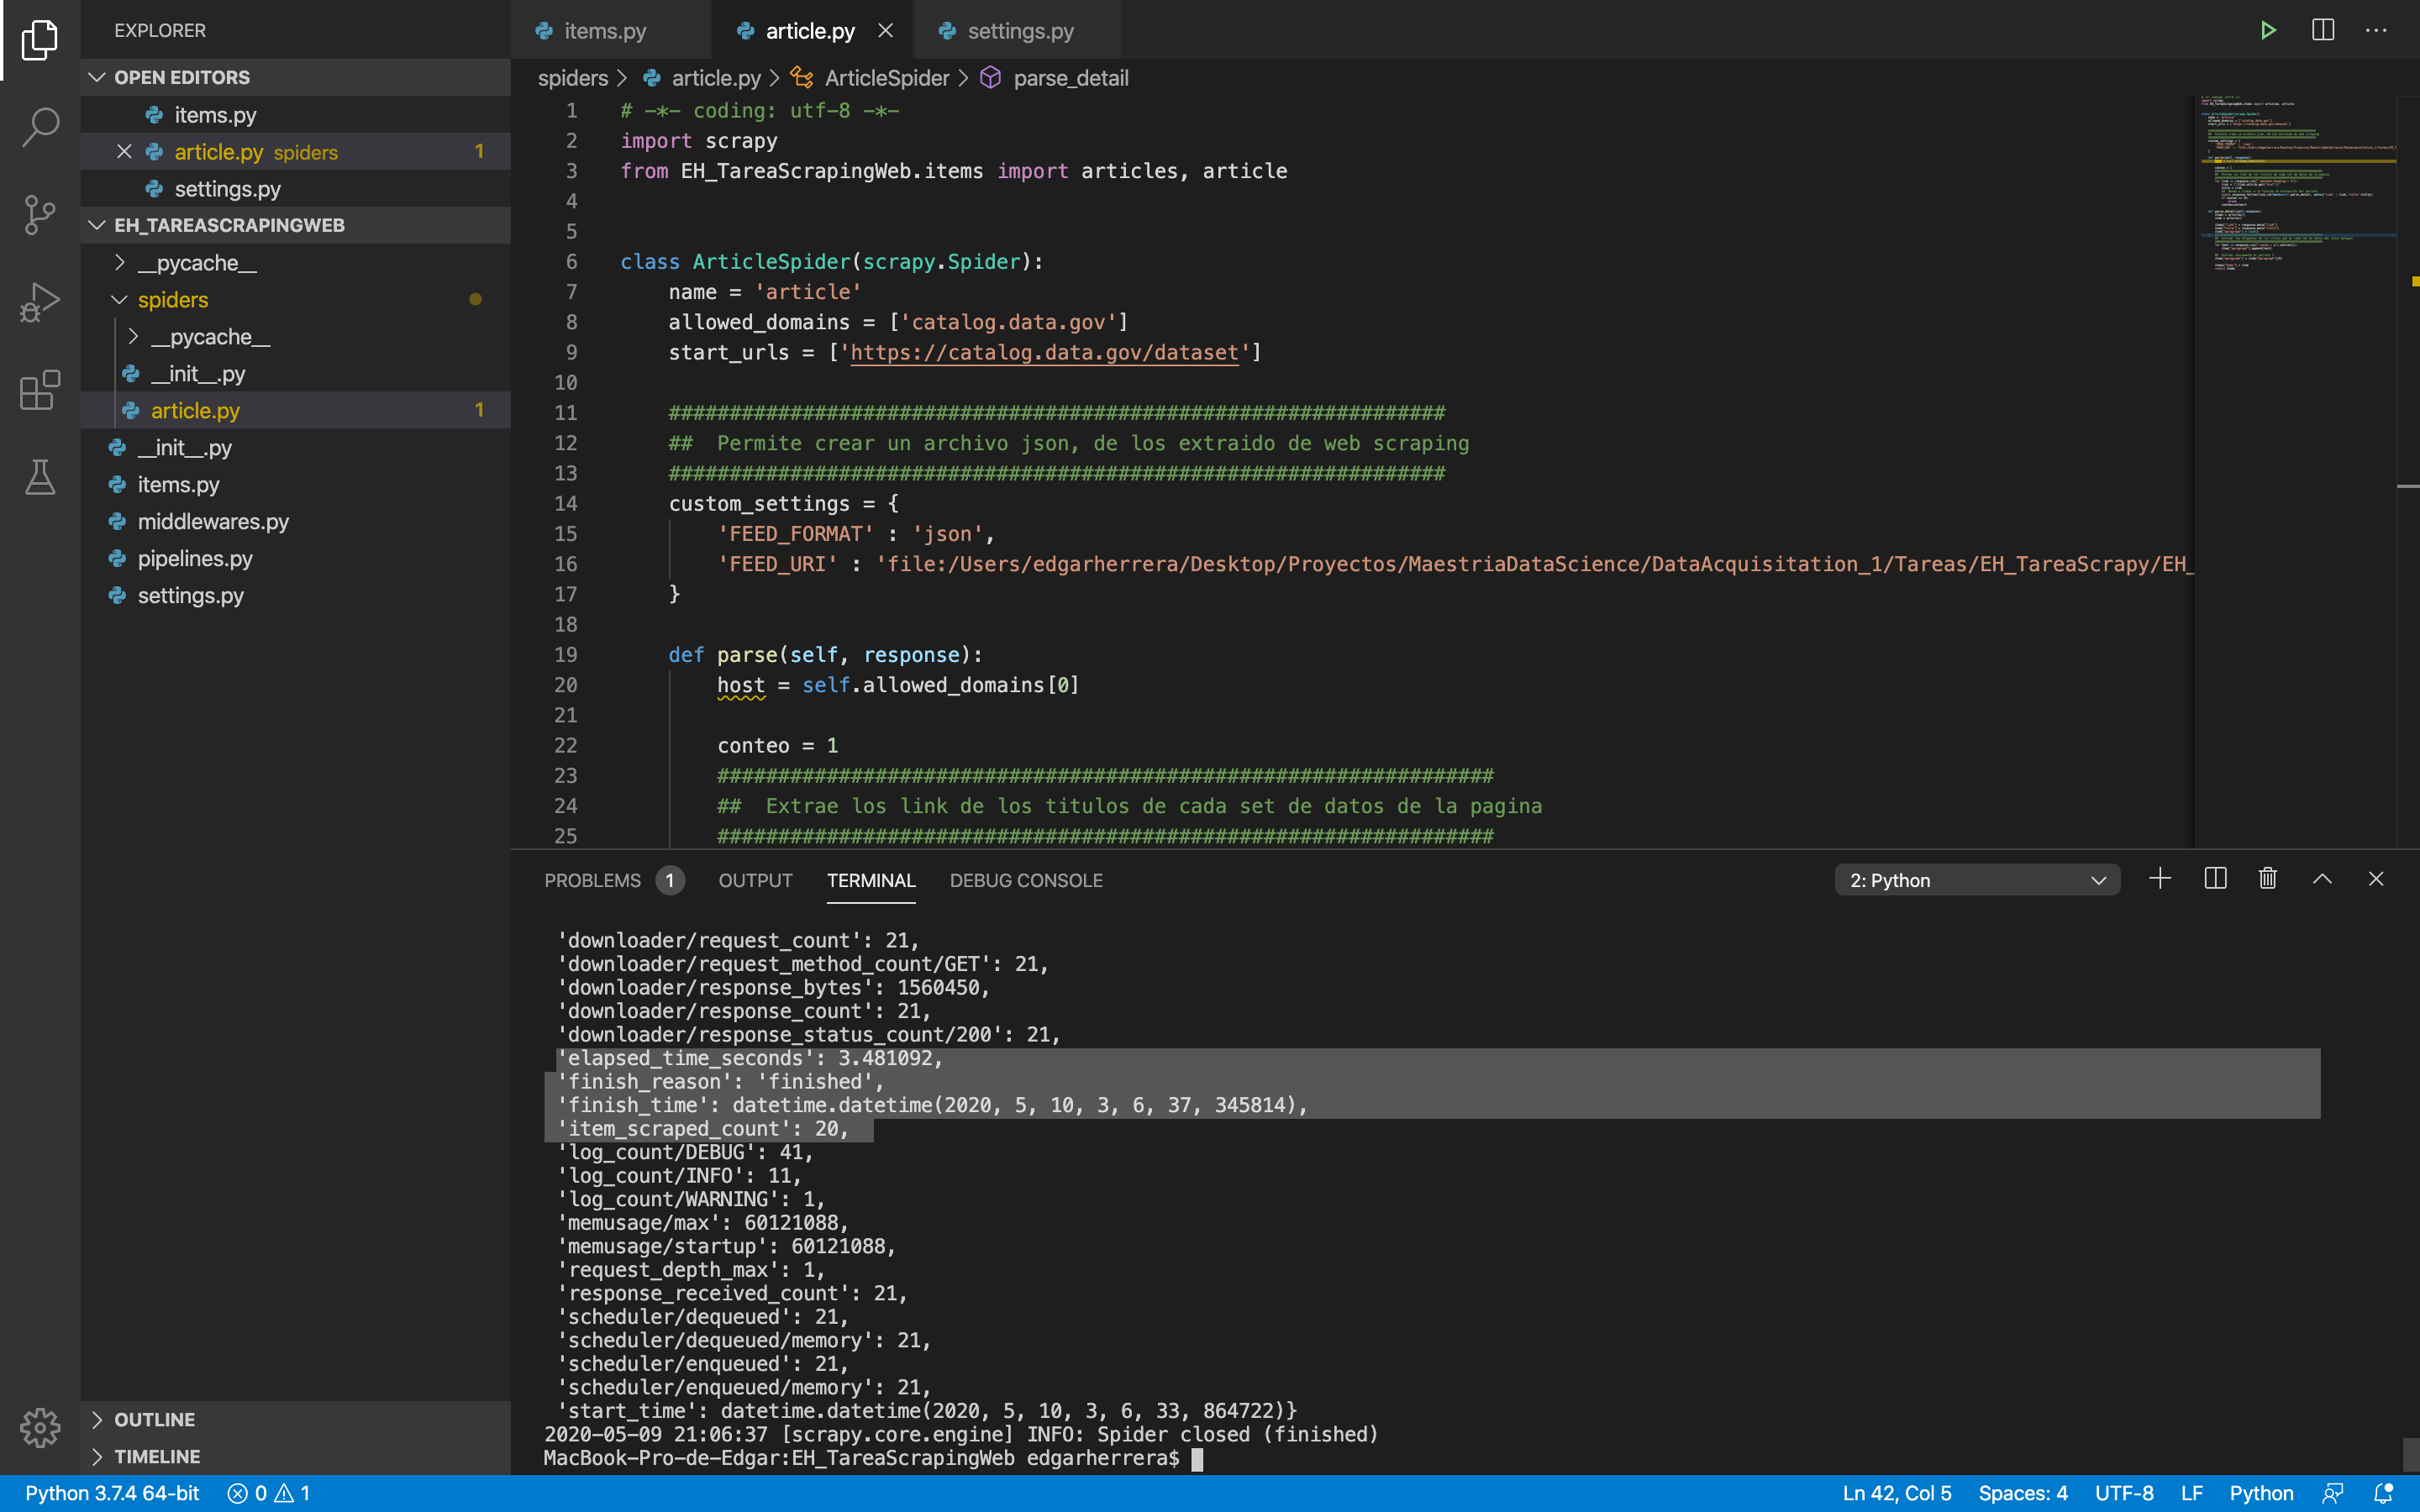 EXPLORER
OPEN EDITORS
items.py
article.py spiders 1
settings.py
EH_TAREASCRAPINGWEB
__pycache__
spiders
__pycache__
__init__.py
article.py 1
__init__.py
items.py
middlewares.py
pipelines.py
settings.py
OUTLINE
TIMELINE
items.py article.py settings.py
spiders > article.py > ArticleSpider > parse_detail
1 # -*- coding: utf-8 -*-
2 import scrapy
3 from EH_TareaScrapingWeb.items import articles, article
4
5
6 class ArticleSpider(scrapy.Spider):
7 name = 'article'
8 allowed_domains = ['catalog.data.gov']
9 start_urls = ['https://catalog.data.gov/dataset']
10
11 ################################################################
12 ##  Permite crear un archivo json, de los extraido de web scraping
13 ################################################################
14 custom_settings = {
15 'FEED_FORMAT' : 'json',
16 'FEED_URI' : 'file:/Users/edgarherrera/Desktop/Proyectos/MaestriaDataScience/DataAcquisitation_1/Tareas/EH_TareaScrapy/EH_
17 }
18
19 def parse(self, response):
20 host = self.allowed_domains[0]
21
22 conteo = 1
23 ################################################################
24 ##  Extrae los link de los titulos de cada set de datos de la pagina
25 ################################################################
PROBLEMS 1 OUTPUT TERMINAL DEBUG CONSOLE 2: Python
'downloader/request_count': 21,
'downloader/request_method_count/GET': 21,
'downloader/response_bytes': 1560450,
'downloader/response_count': 21,
'downloader/response_status_count/200': 21,
'elapsed_time_seconds': 3.481092,
'finish_reason': 'finished',
'finish_time': datetime.datetime(2020, 5, 10, 3, 6, 37, 345814),
'item_scraped_count': 20,
'log_count/DEBUG': 41,
'log_count/INFO': 11,
'log_count/WARNING': 1,
'memusage/max': 60121088,
'memusage/startup': 60121088,
'request_depth_max': 1,
'response_received_count': 21,
'scheduler/dequeued': 21,
'scheduler/dequeued/memory': 21,
'scheduler/enqueued': 21,
'scheduler/enqueued/memory': 21,
'start_time': datetime.datetime(2020, 5, 10, 3, 6, 33, 864722)}
2020-05-09 21:06:37 [scrapy.core.engine] INFO: Spider closed (finished)
MacBook-Pro-de-Edgar:EH_TareaScrapingWeb edgarherrera$
Python 3.7.4 64-bit 0 1 Ln 42, Col 5 Spaces: 4 UTF-8 LF Python